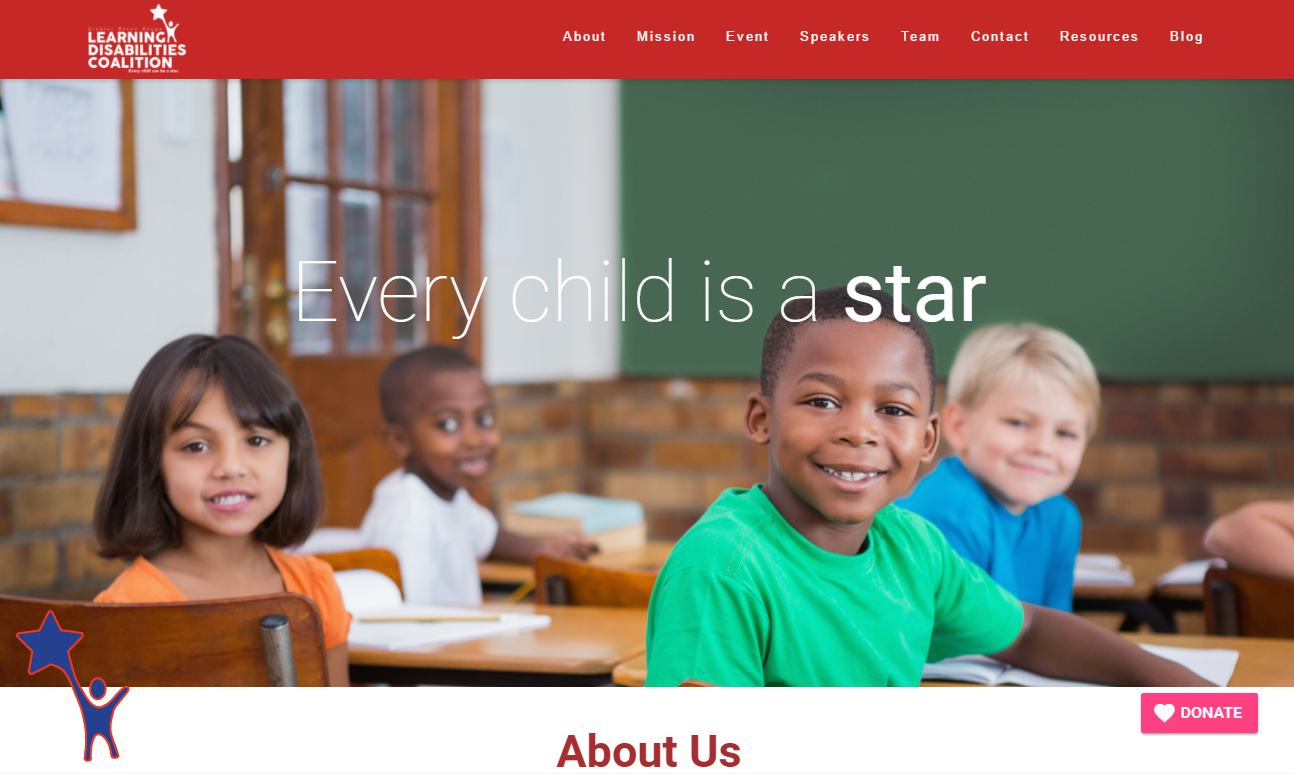 LEARNING
DISABILITIES
COALITION
Every child can be a star.
About Mission Event Speakers Team Contact Resources Blog
Every child is a star
DONATE
About Us